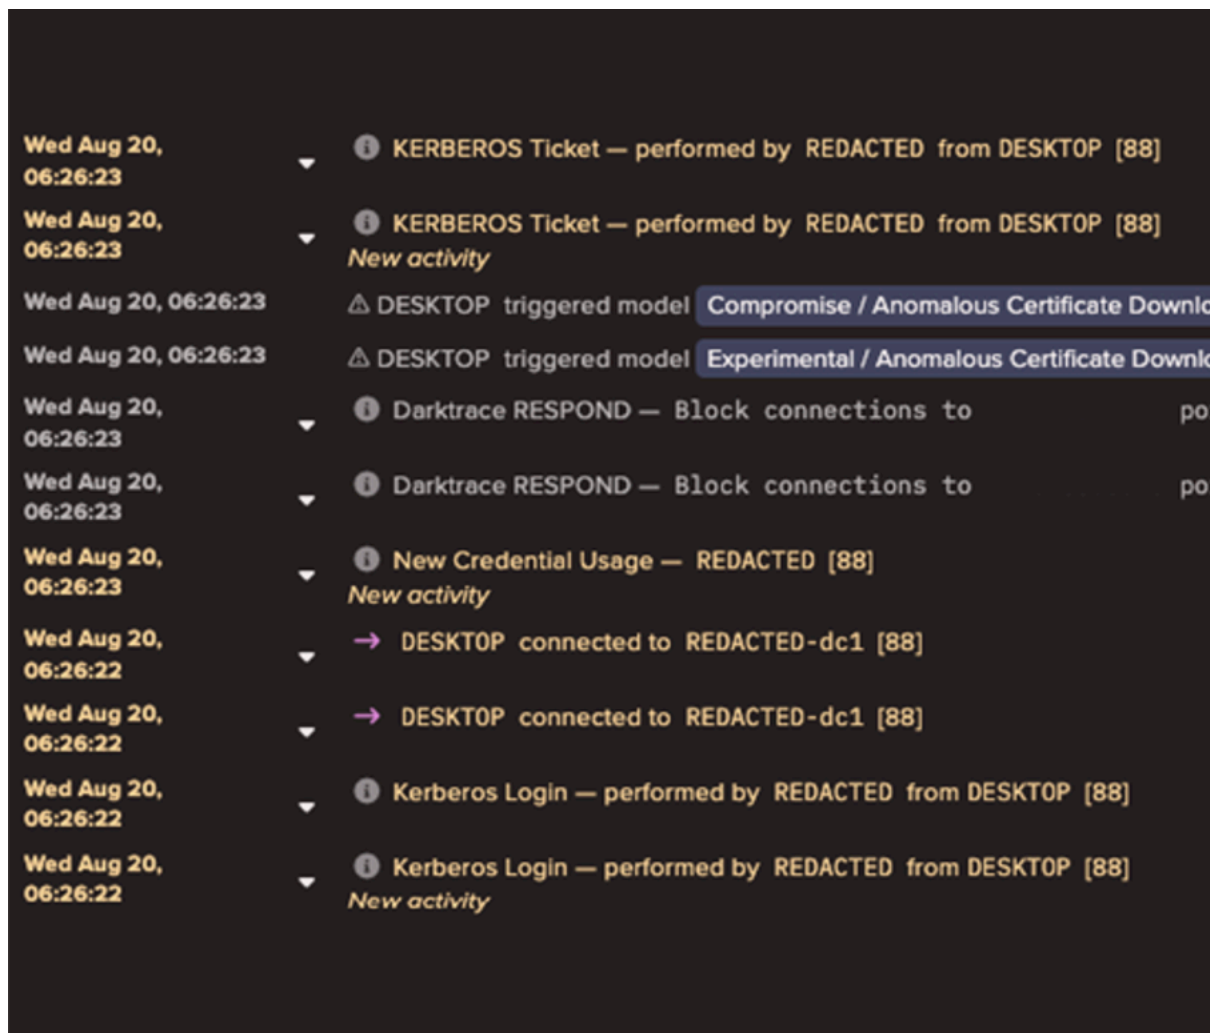 Wed Aug 20,
06:26:23
KERBEROS Ticket — performed by REDACTED from DESKTOP [88]
Wed Aug 20,
06:26:23
KERBEROS Ticket — performed by REDACTED from DESKTOP [88]
New activity
Wed Aug 20, 06:26:23
DESKTOP triggered model Compromise / Anomalous Certificate Downlo
Wed Aug 20, 06:26:23
DESKTOP triggered model Experimental / Anomalous Certificate Downlo
Wed Aug 20,
06:26:23
Darktrace RESPOND — Block connections to po
Wed Aug 20,
06:26:23
Darktrace RESPOND — Block connections to po
Wed Aug 20,
06:26:23
New Credential Usage — REDACTED [88]
New activity
Wed Aug 20,
06:26:22
→ DESKTOP connected to REDACTED-dc1 [88]
Wed Aug 20,
06:26:22
→ DESKTOP connected to REDACTED-dc1 [88]
Wed Aug 20,
06:26:22
Kerberos Login — performed by REDACTED from DESKTOP [88]
Wed Aug 20,
06:26:22
Kerberos Login — performed by REDACTED from DESKTOP [88]
New activity